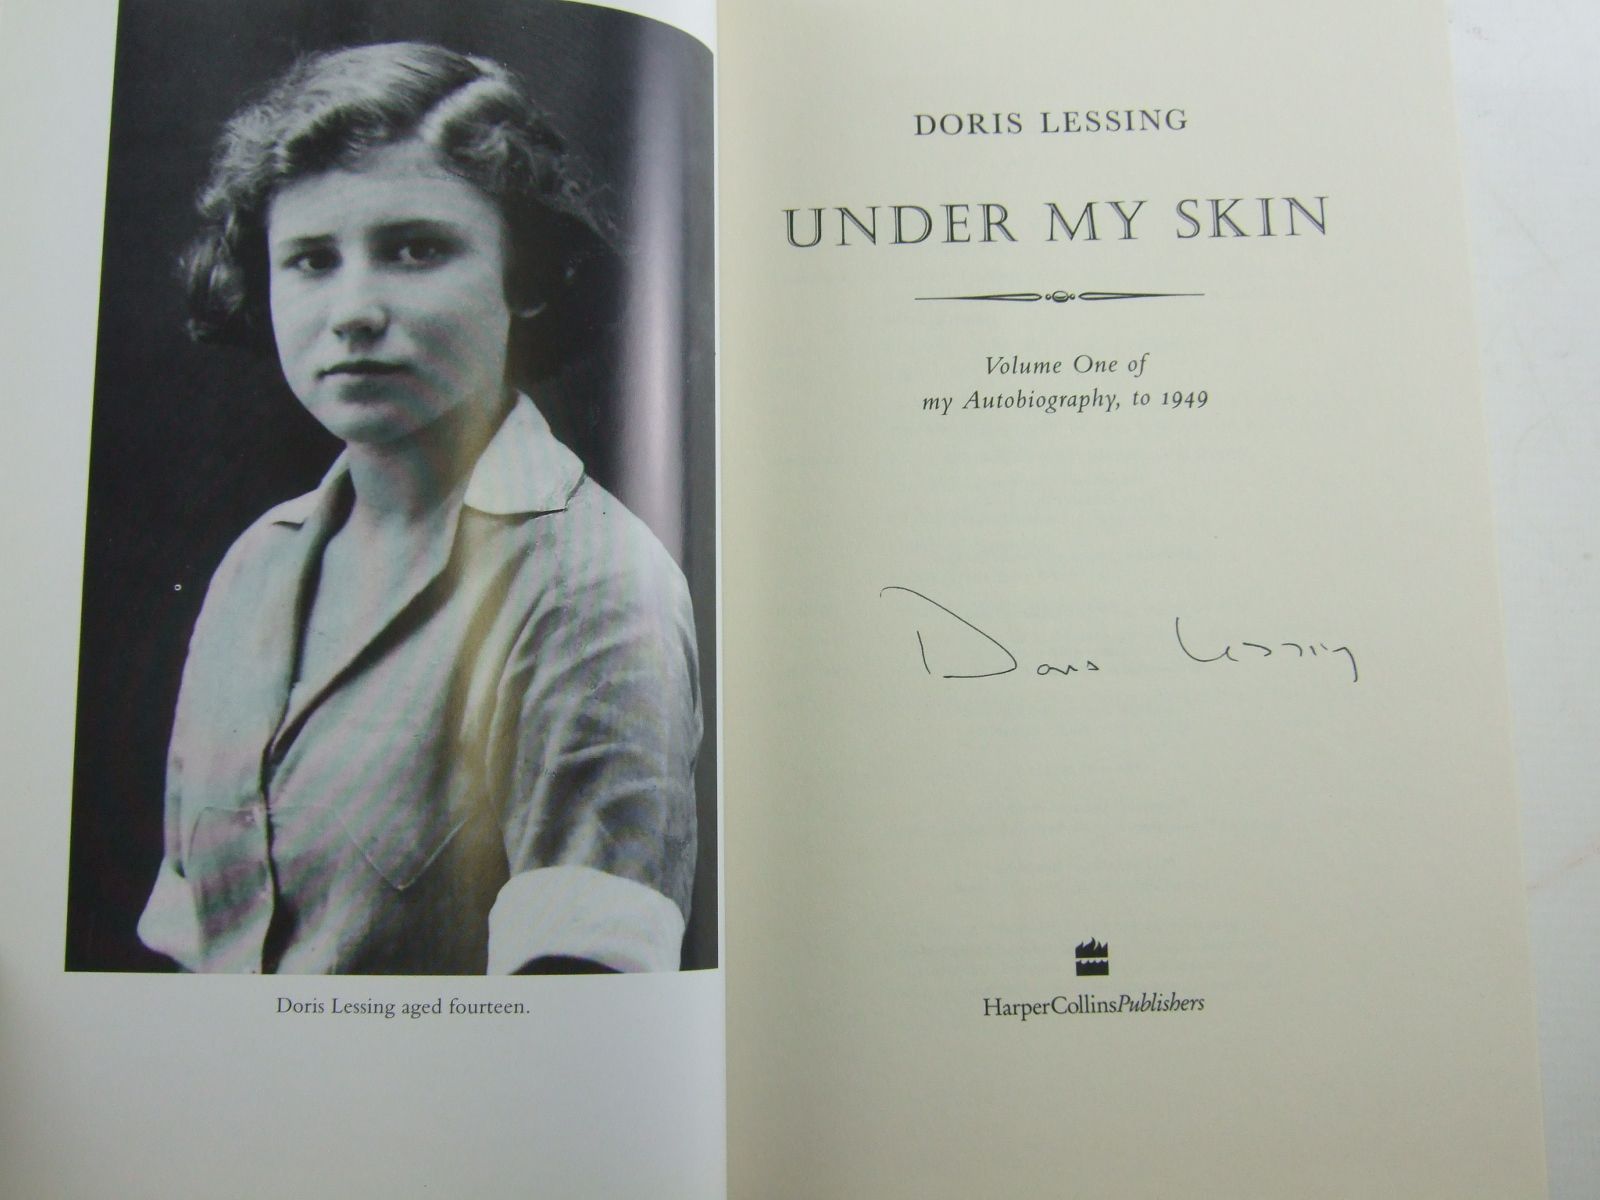 Doris Lessing aged fourteen.
DORIS LESSING
UNDER MY SKIN
Volume One of
my Autobiography, to 1949
Doris Lessing
HarperCollinsPublishers